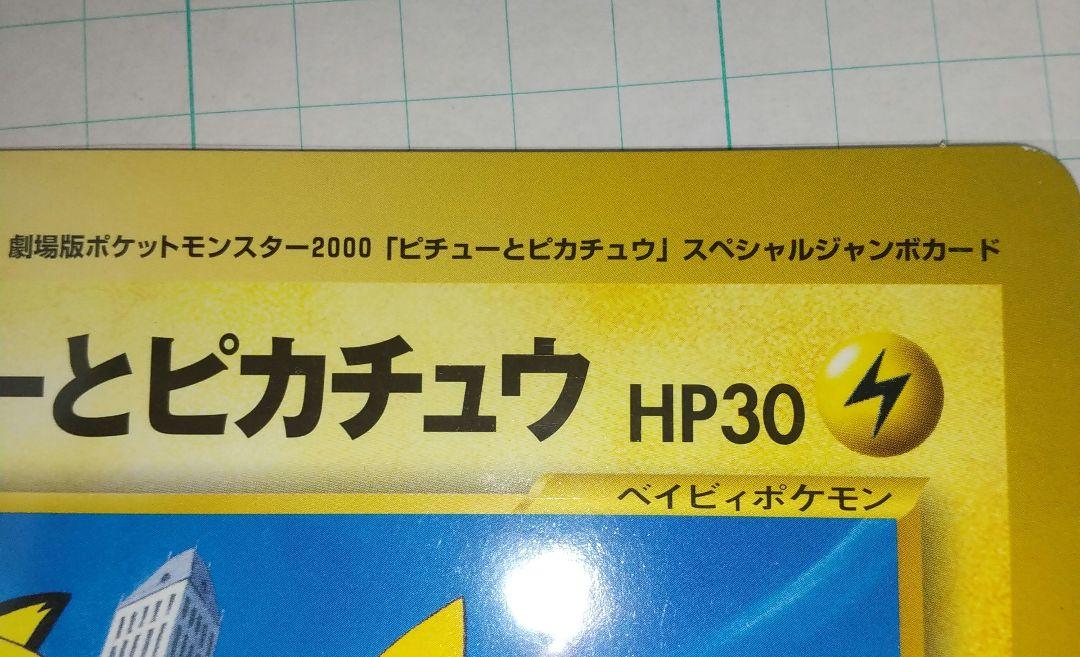 劇場版ポケットモンスター2000「ピチューとピカチュウ」スペシャルジャンボカード
ーとピカチュウ HP30
ベイビィポケモン